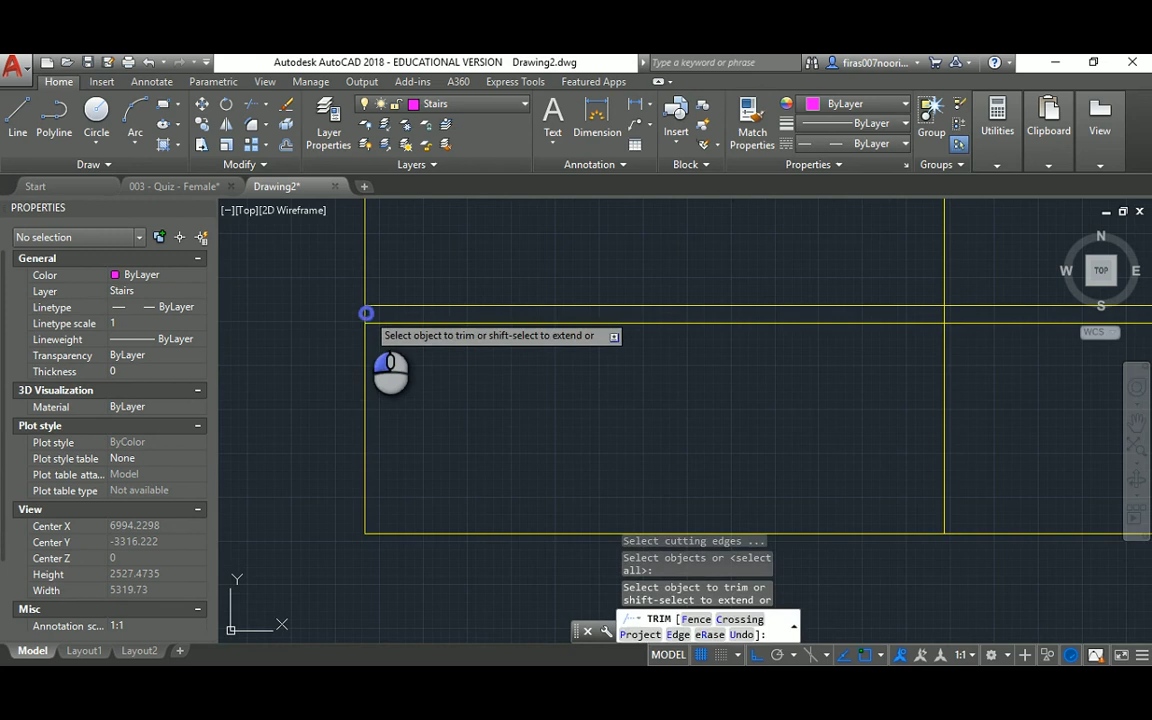 Autodesk AutoCAD 2018 - EDUCATIONAL VERSION Drawing2.dwg
Type a keyword or phrase
firas007noori...
Home Insert Annotate Parametric View Manage Output Add-ins A360 Express Tools Featured Apps
Stairs
ByLayer
ByLayer
ByLayer
Line Polyline Circle Arc
Layer Properties
Text Dimension
Insert
Match Properties
Group
Utilities Clipboard View
Draw Modify Layers Annotation Block Properties Groups
Start 003 - Quiz - Female* Drawing2*
PROPERTIES
[−][Top][2D Wireframe]
No selection
General
Color ByLayer
Layer Stairs
Linetype ByLayer
Linetype scale 1
Lineweight ByLayer
Transparency ByLayer
Thickness 0
3D Visualization
Material ByLayer
Plot style
Plot style ByColor
Plot style table None
Plot table atta... Model
Plot table type Not available
View
Center X 6994.2298
Center Y -3316.222
Center Z 0
Height 2527.4735
Width 5319.73
Misc
Annotation sc... 1:1
N
W TOP E
S
WCS
Select object to trim or shift-select to extend or
Y
X
Select cutting edges ...
Select objects or <select
all>:
Select object to trim or
shift-select to extend or
TRIM [Fence Crossing
Project Edge eRase Undo]:
Model Layout1 Layout2
MODEL
1:1